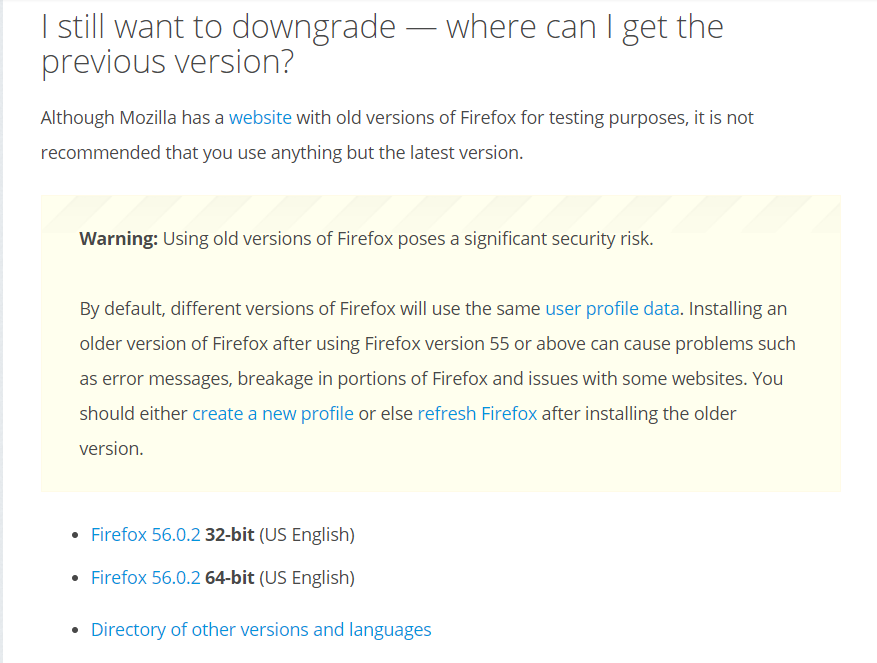 I still want to downgrade — where can I get the
previous version?
Although Mozilla has a website with old versions of Firefox for testing purposes, it is not
recommended that you use anything but the latest version.
Warning: Using old versions of Firefox poses a significant security risk.
By default, different versions of Firefox will use the same user profile data. Installing an
older version of Firefox after using Firefox version 55 or above can cause problems such
as error messages, breakage in portions of Firefox and issues with some websites. You
should either create a new profile or else refresh Firefox after installing the older
version.
• Firefox 56.0.2 32-bit (US English)
• Firefox 56.0.2 64-bit (US English)
• Directory of other versions and languages